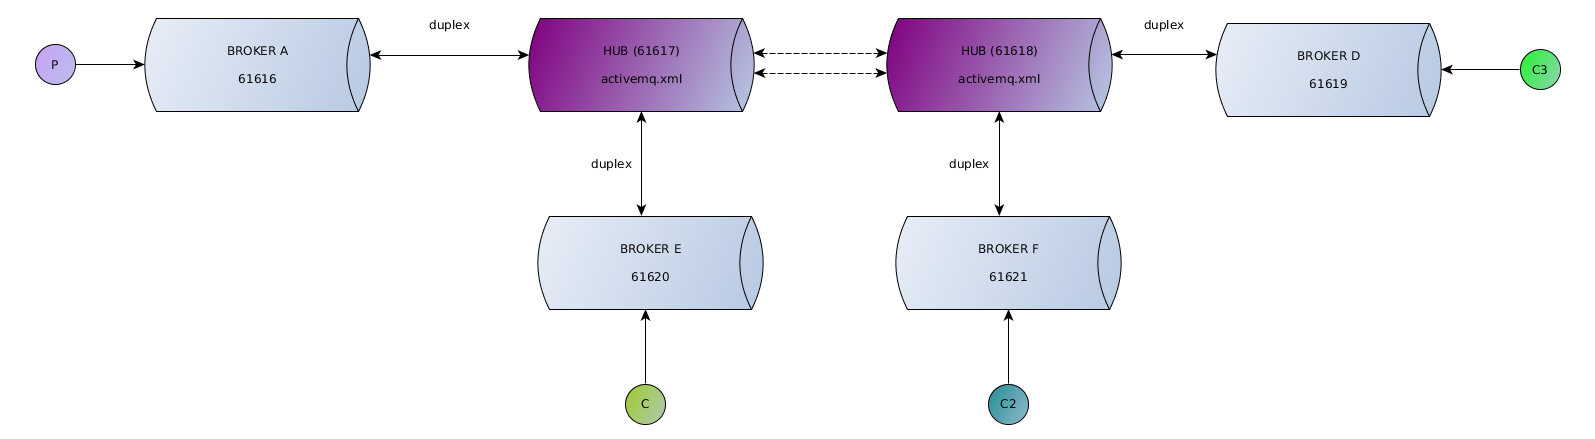 duplex
duplex
P
BROKER A
61616
HUB (61617)
activemq.xml
HUB (61618)
activemq.xml
BROKER D
61619
C3
duplex
duplex
BROKER E
61620
BROKER F
61621
C
C2